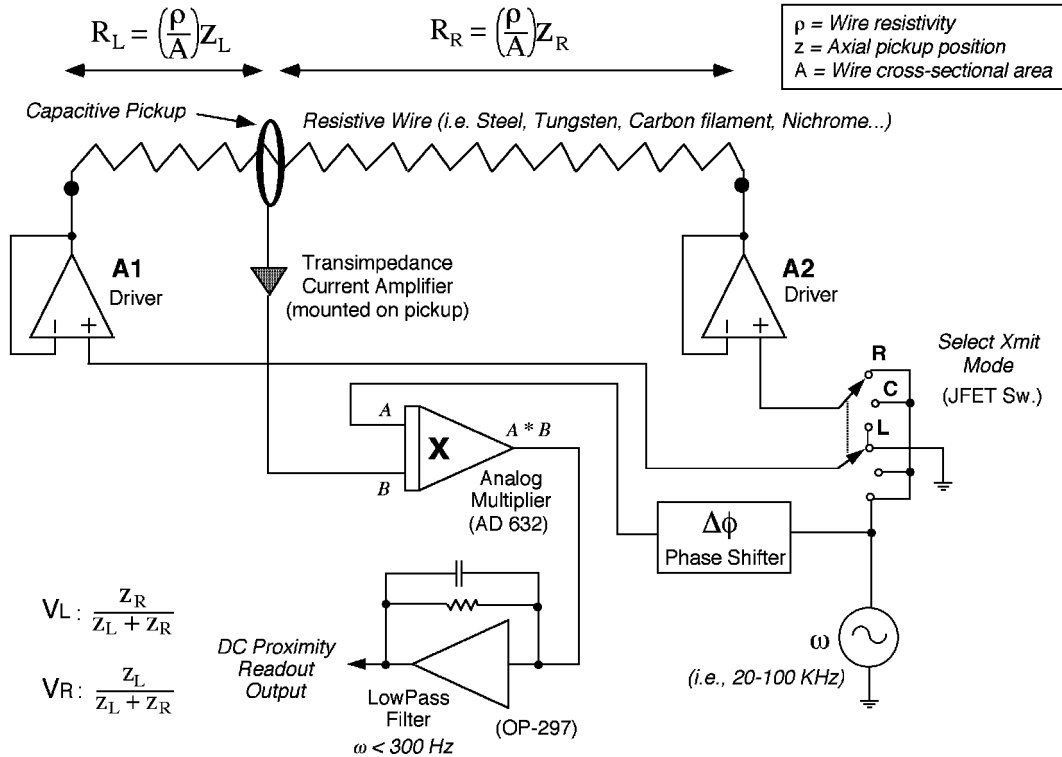 R_L = (ρ/A) Z_L
R_R = (ρ/A) Z_R
ρ = Wire resistivity
z = Axial pickup position
A = Wire cross-sectional area
Capacitive Pickup
Resistive Wire (i.e. Steel, Tungsten, Carbon filament, Nichrome...)
A1
Driver
Transimpedance
Current Amplifier
(mounted on pickup)
A2
Driver
Select Xmit
Mode
(JFET Sw.)
R
C
L
A
B
X
A * B
Analog
Multiplier
(AD 632)
Δϕ
Phase Shifter
ω
(i.e., 20-100 KHz)
V_L : Z_R / (Z_L + Z_R)
V_R : Z_L / (Z_L + Z_R)
DC Proximity
Readout
Output
LowPass
Filter
ω < 300 Hz
(OP-297)